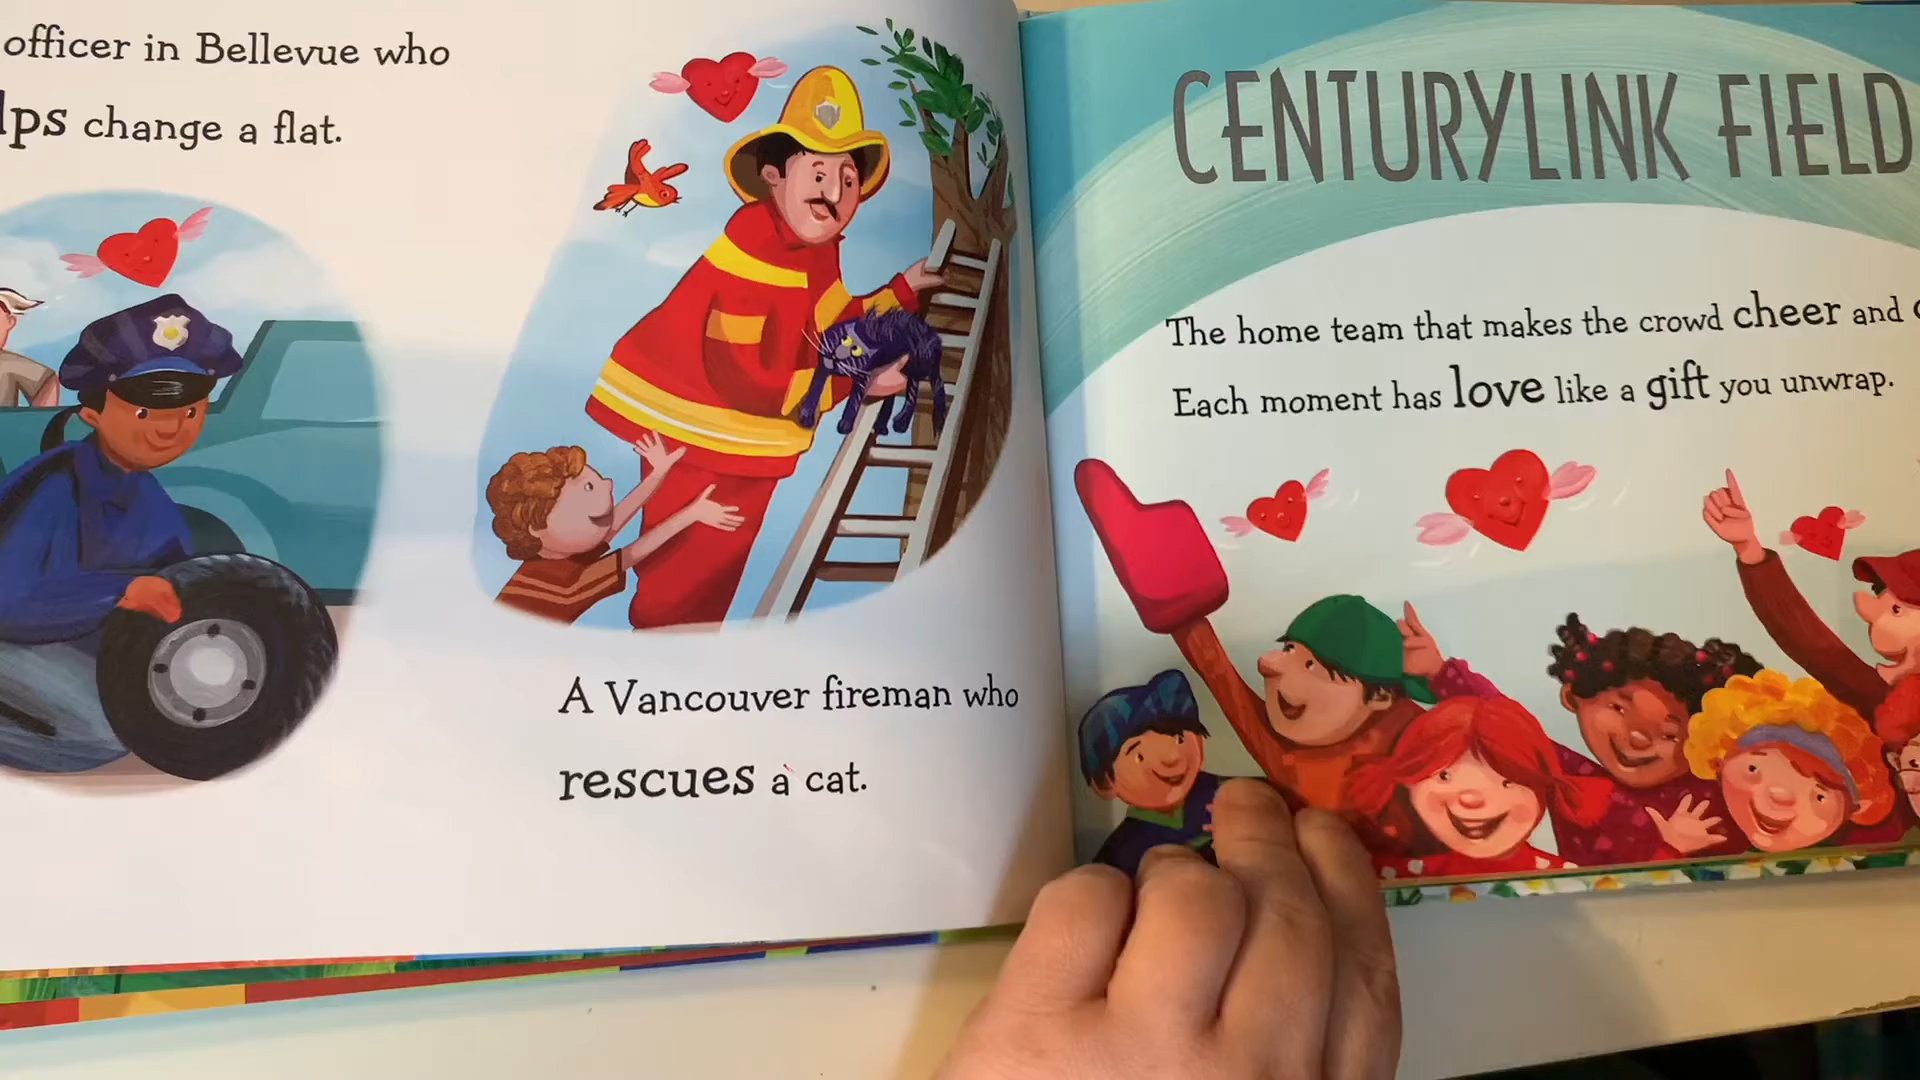 officer in Bellevue who
lps change a flat.
A Vancouver fireman who
rescues a cat.
CENTURYLINK FIELD
The home team that makes the crowd cheer and
Each moment has love like a gift you unwrap.